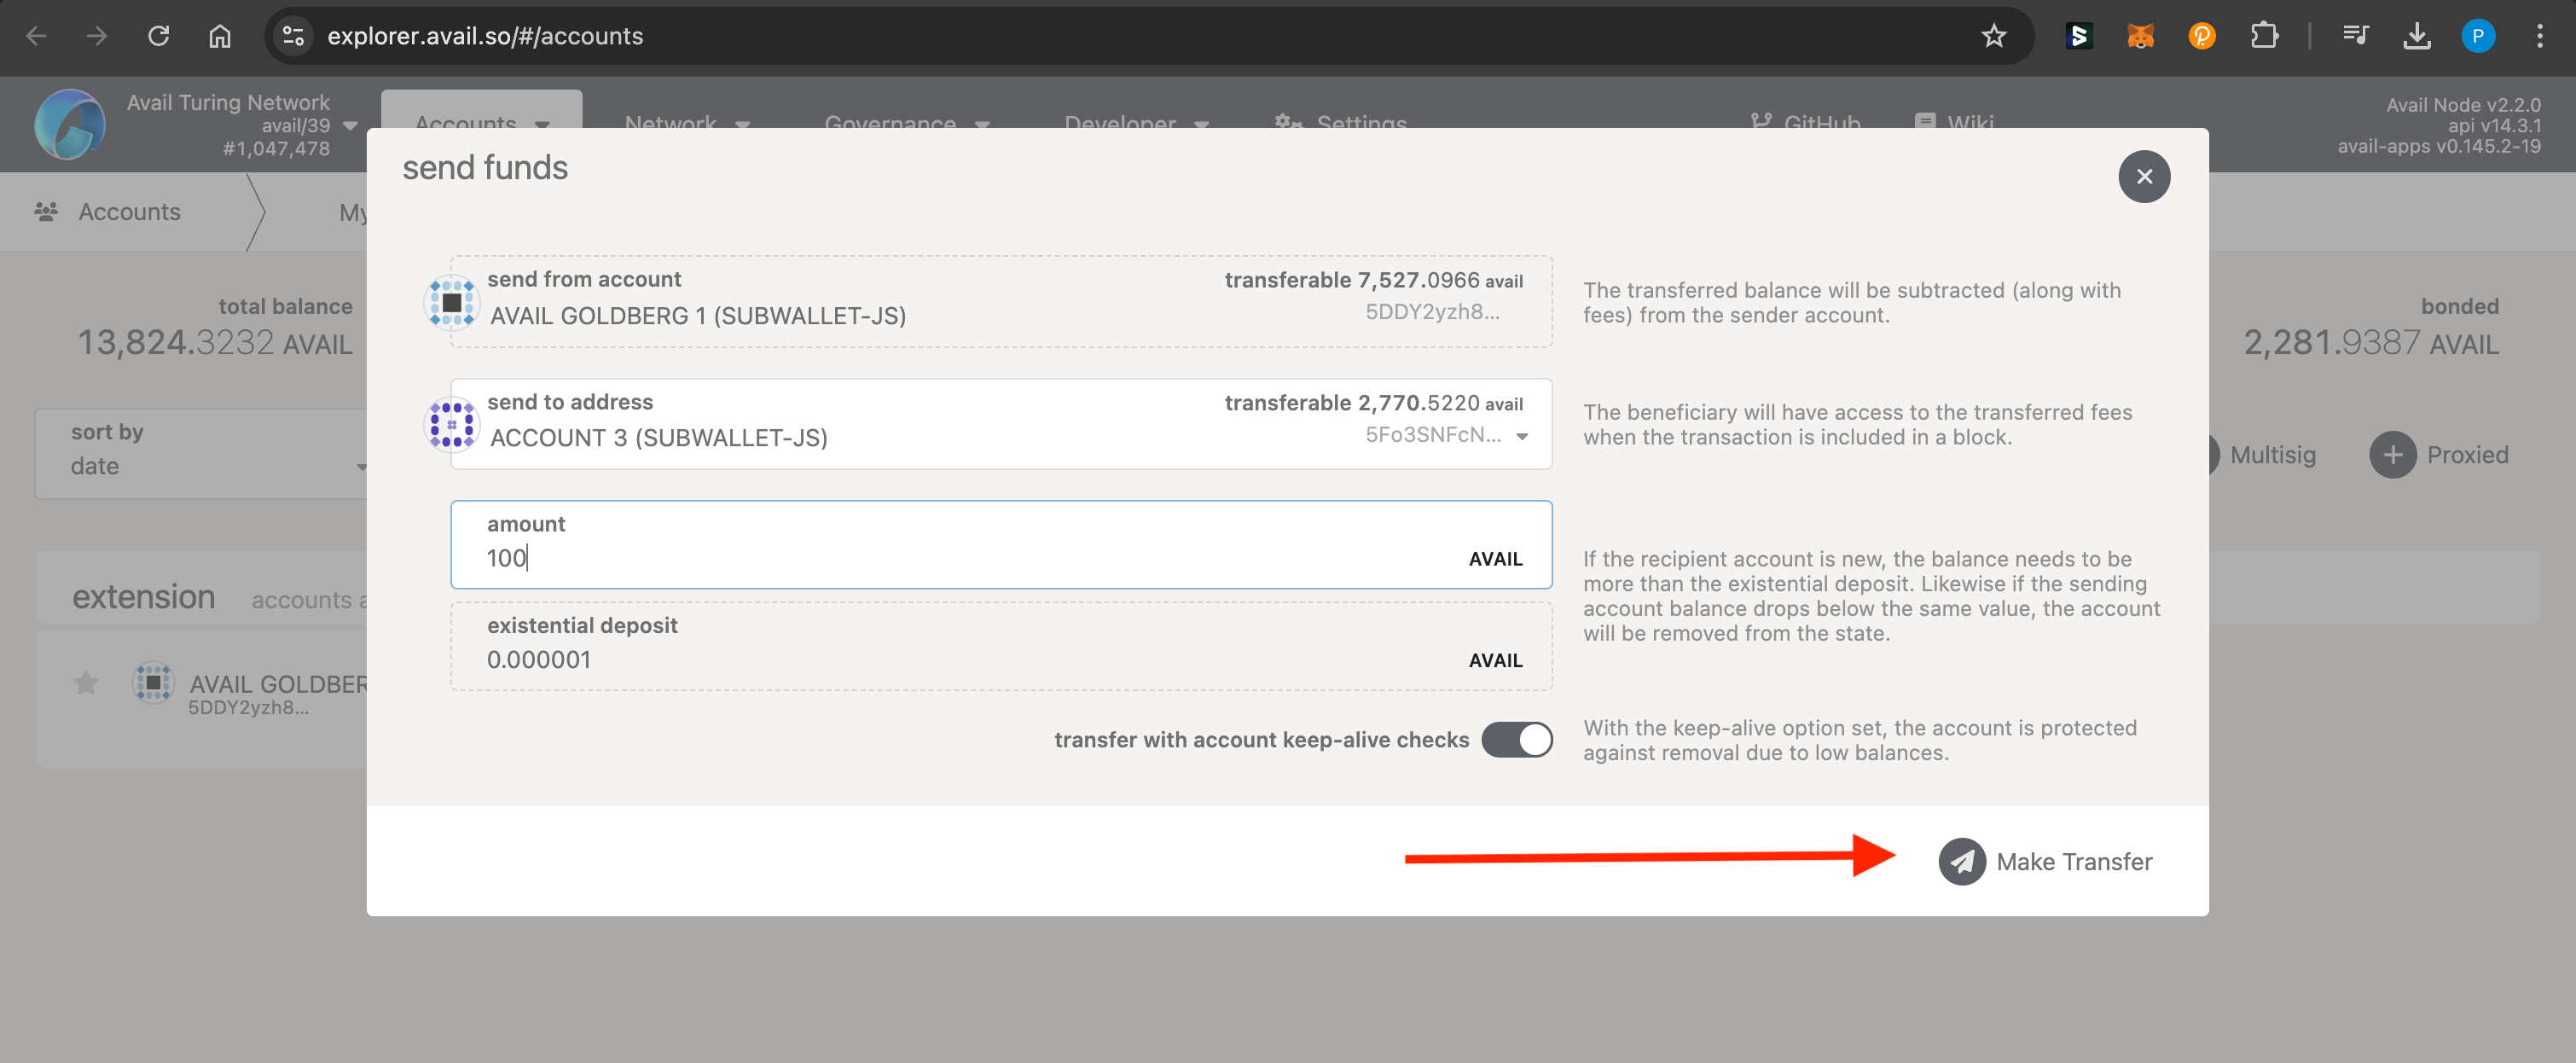 explorer.avail.so/#/accounts
P
Avail Turing Network
avail/39
#1,047,478
Accounts
Network
Governance
Developer
Settings
GitHub
Wiki
Avail Node v2.2.0
api v14.3.1
avail-apps v0.145.2-19
Accounts
My
send funds
total balance
13,824.3232 AVAIL
bonded
2,281.9387 AVAIL
send from account
transferable 7,527.0966 avail
AVAIL GOLDBERG 1 (SUBWALLET-JS)
5DDY2yzh8...
The transferred balance will be subtracted (along with
fees) from the sender account.
send to address
transferable 2,770.5220 avail
ACCOUNT 3 (SUBWALLET-JS)
5Fo3SNFcN...
The beneficiary will have access to the transferred fees
when the transaction is included in a block.
sort by
date
Multisig
Proxied
amount
100
AVAIL
If the recipient account is new, the balance needs to be
more than the existential deposit. Likewise if the sending
account balance drops below the same value, the account
will be removed from the state.
existential deposit
0.000001
AVAIL
extension
accounts a
AVAIL GOLDBER
5DDY2yzh8...
transfer with account keep-alive checks
With the keep-alive option set, the account is protected
against removal due to low balances.
Make Transfer